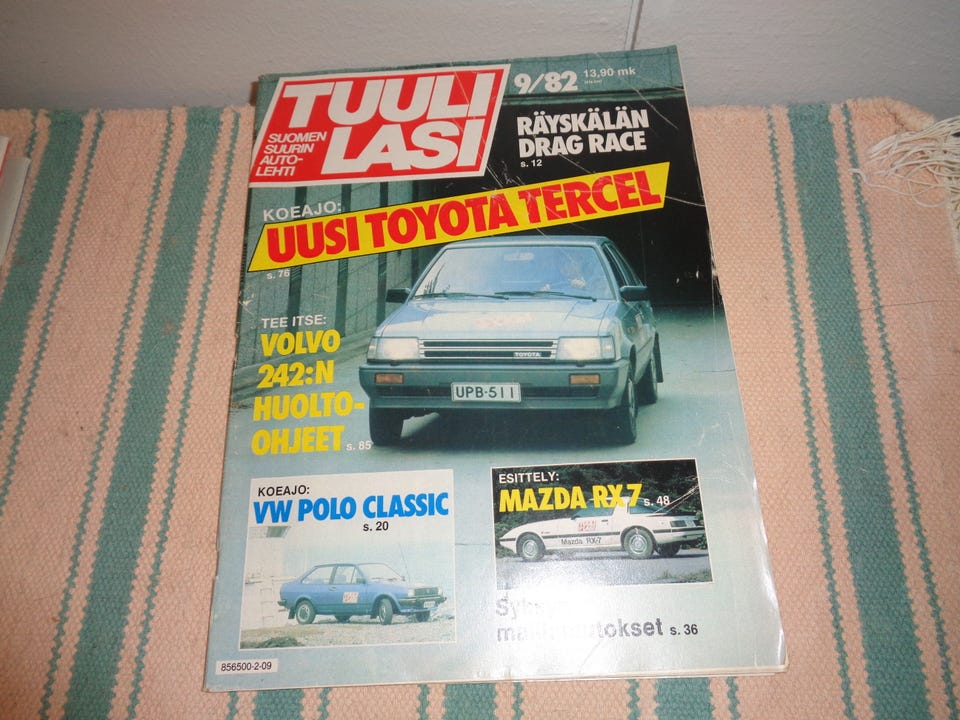 TUULI
LASI
SUOMEN
SUURIN
AUTO-
LEHTI
9/82 13,90 mk
RÄYSKÄLÄN
DRAG RACE
s. 12
KOEAJO:
UUSI TOYOTA TERCEL
s. 76
TEE ITSE:
VOLVO
242:N
HUOLTO-
OHJEET s. 85
TOYOTA
UPB-511
KOEAJO:
VW POLO CLASSIC
s. 20
ESITTELY:
MAZDA RX7 s. 48
Mazda RX-7
s. 36
856500-2-09